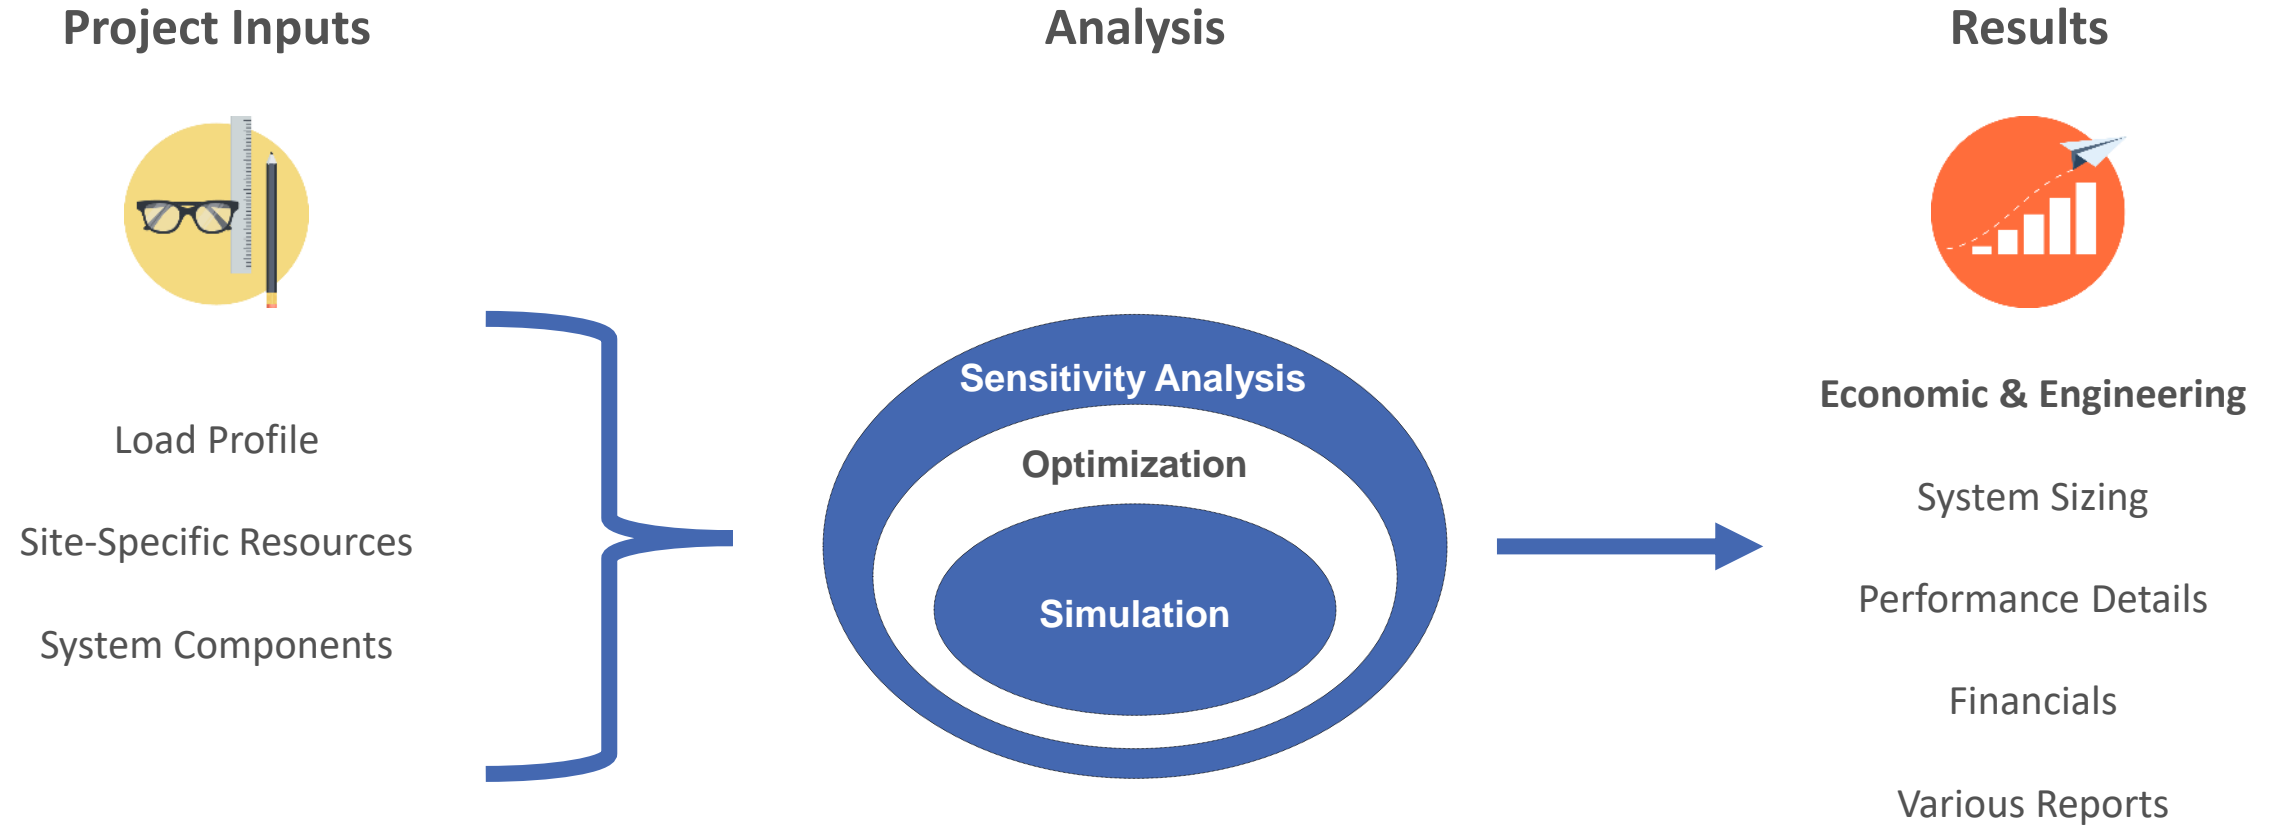 Project Inputs
Load Profile
Site-Specific Resources
System Components
Analysis
Sensitivity Analysis
Optimization
Simulation
Results
Economic & Engineering
System Sizing
Performance Details
Financials
Various Reports